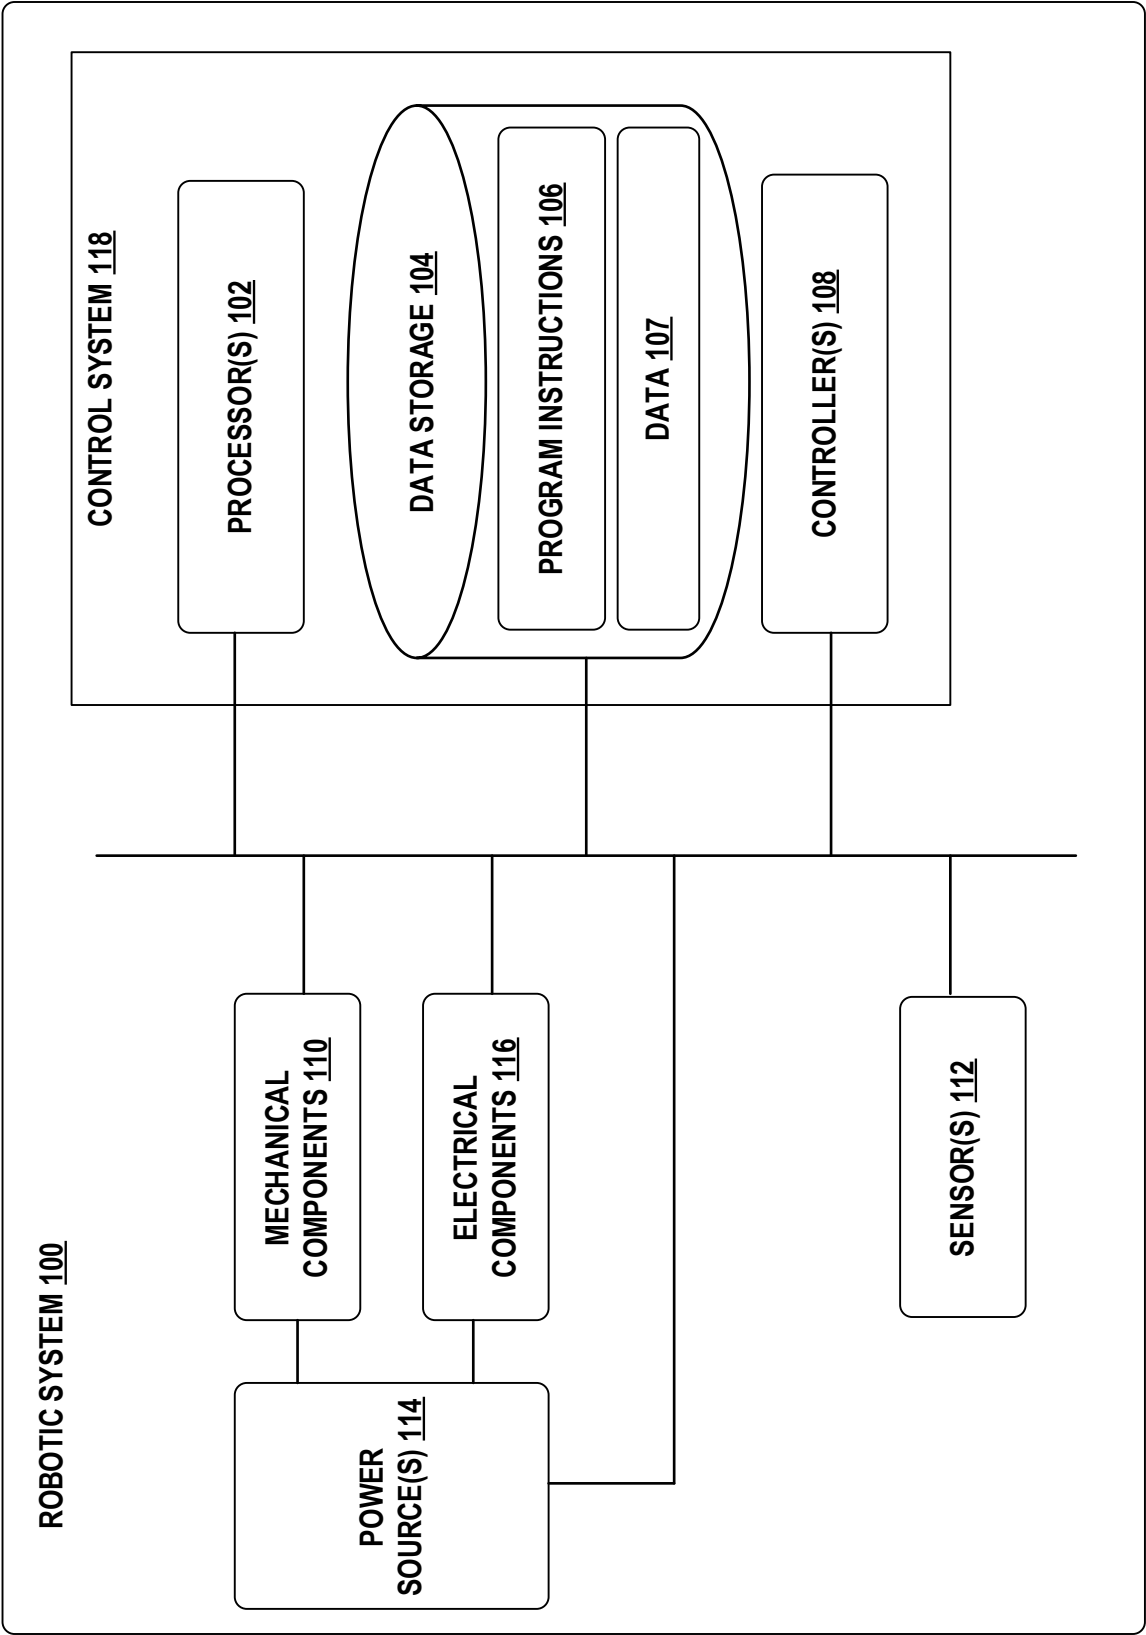 ROBOTIC SYSTEM 100
CONTROL SYSTEM 118
PROCESSOR(S) 102
DATA STORAGE 104
PROGRAM INSTRUCTIONS 106
DATA 107
CONTROLLER(S) 108
MECHANICAL
COMPONENTS 110
ELECTRICAL
COMPONENTS 116
POWER
SOURCE(S) 114
SENSOR(S) 112